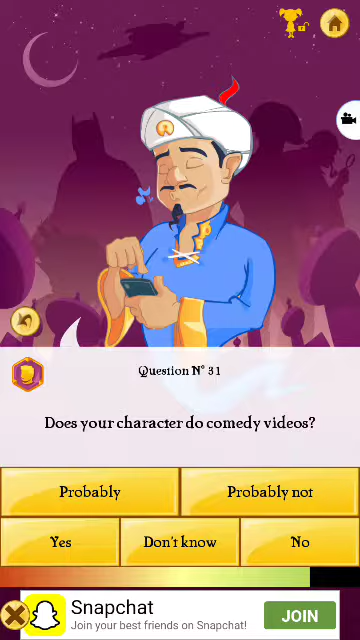 Question N° 31
Does your character do comedy videos?
Probably
Probably not
Yes
Don't know
No
Snapchat
Join your best friends on Snapchat!
JOIN